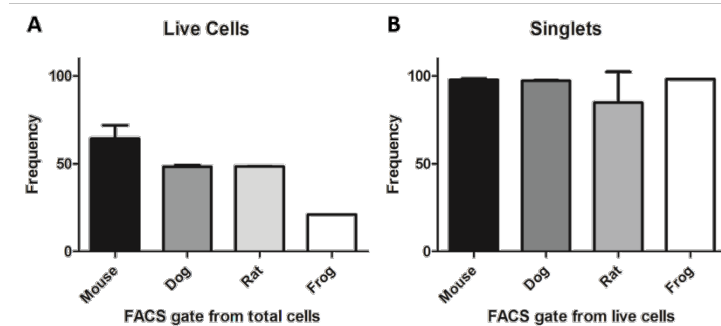 A
Live Cells
Frequency
100
50
0
Mouse
Dog
Rat
Frog
FACS gate from total cells
B
Singlets
Frequency
100
50
0
Mouse
Dog
Rat
Frog
FACS gate from live cells